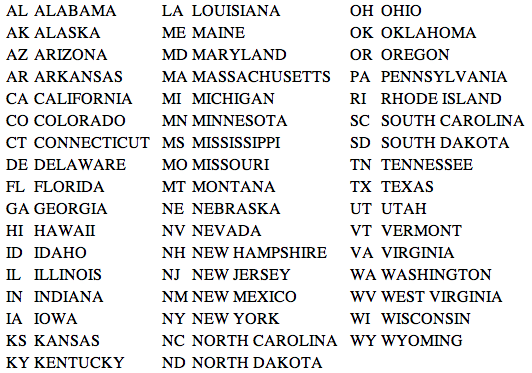 AL ALABAMA LA LOUISIANA OH OHIO
AK ALASKA ME MAINE OK OKLAHOMA
AZ ARIZONA MD MARYLAND OR OREGON
AR ARKANSAS MA MASSACHUSETTS PA PENNSYLVANIA
CA CALIFORNIA MI MICHIGAN RI RHODE ISLAND
CO COLORADO MN MINNESOTA SC SOUTH CAROLINA
CT CONNECTICUT MS MISSISSIPPI SD SOUTH DAKOTA
DE DELAWARE MO MISSOURI TN TENNESSEE
FL FLORIDA MT MONTANA TX TEXAS
GA GEORGIA NE NEBRASKA UT UTAH
HI HAWAII NV NEVADA VT VERMONT
ID IDAHO NH NEW HAMPSHIRE VA VIRGINIA
IL ILLINOIS NJ NEW JERSEY WA WASHINGTON
IN INDIANA NM NEW MEXICO WV WEST VIRGINIA
IA IOWA NY NEW YORK WI WISCONSIN
KS KANSAS NC NORTH CAROLINA WY WYOMING
KY KENTUCKY ND NORTH DAKOTA